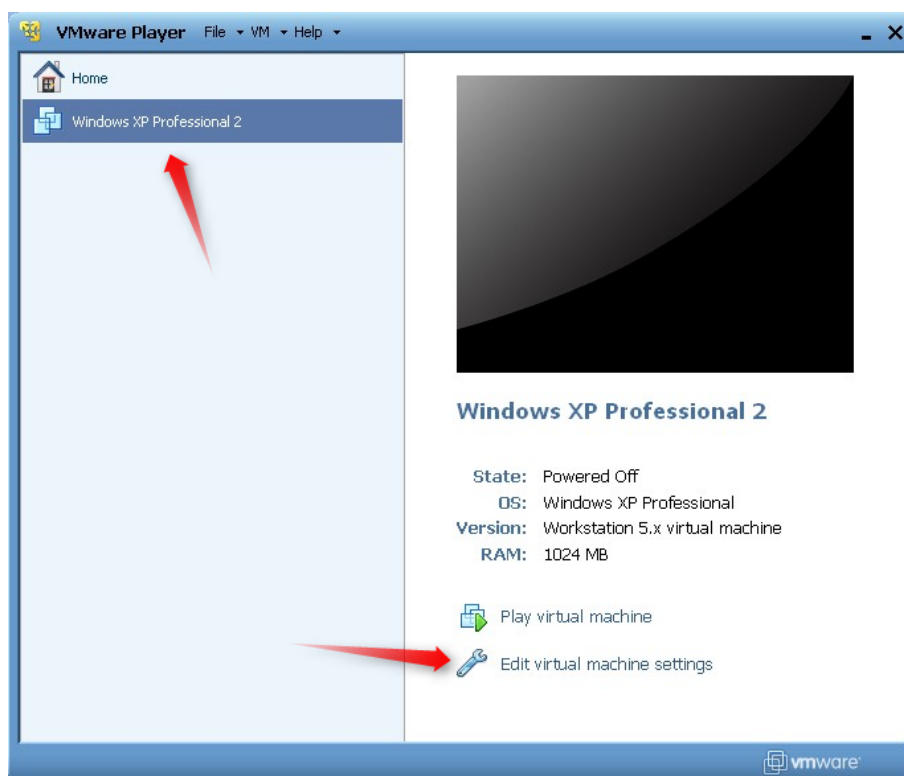 VMware Player File VM Help
Home
Windows XP Professional 2
Windows XP Professional 2
State: Powered Off
OS: Windows XP Professional
Version: Workstation 5.x virtual machine
RAM: 1024 MB
Play virtual machine
Edit virtual machine settings
vmware